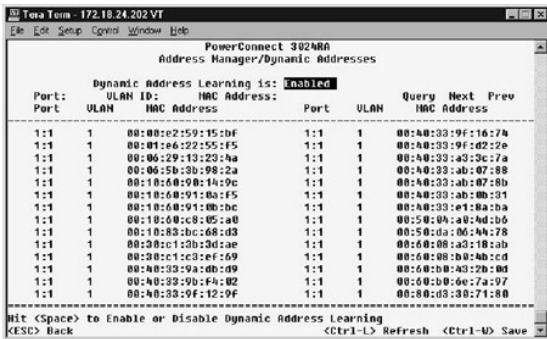 Tera Term - 172.18.24.202 VT
File Edit Setup Control Window Help
PowerConnect 3024RA
Address Manager/Dynamic Addresses
Dynamic Address Learning is: Enabled
Port: VLAN ID: MAC Address: Query Next Prev
Port VLAN MAC Address Port VLAN MAC Address
1:1 1 00:00:e2:59:15:bf 1:1 1 00:40:33:9f:16:74
1:1 1 00:01:e6:22:55:f5 1:1 1 00:40:33:9f:d2:2e
1:1 1 00:06:29:13:23:4a 1:1 1 00:40:33:a3:3c:7a
1:1 1 00:06:5b:3b:98:2a 1:1 1 00:40:33:ab:07:88
1:1 1 00:10:60:90:14:9c 1:1 1 00:40:33:ab:07:8b
1:1 1 00:10:60:91:0a:f5 1:1 1 00:40:33:ab:0b:31
1:1 1 00:10:60:91:0b:bc 1:1 1 00:40:33:e1:8a:ba
1:1 1 00:10:60:c8:05:a0 1:1 1 00:50:04:a0:4d:b6
1:1 1 00:10:83:bc:68:d3 1:1 1 00:50:da:06:44:78
1:1 1 00:30:c1:3b:3d:ae 1:1 1 00:60:08:a3:18:ab
1:1 1 00:30:c1:c3:ef:69 1:1 1 00:60:08:b0:4b:cd
1:1 1 00:40:33:9a:db:d9 1:1 1 00:60:b0:43:2b:0d
1:1 1 00:40:33:9b:f4:02 1:1 1 00:60:b0:6e:7a:97
1:1 1 00:40:33:9f:12:9f 1:1 1 00:80:d3:30:71:80
Hit <Space> to Enable or Disable Dynamic Address Learning
<ESC> Back <Ctrl-L> Refresh <Ctrl-W> Save